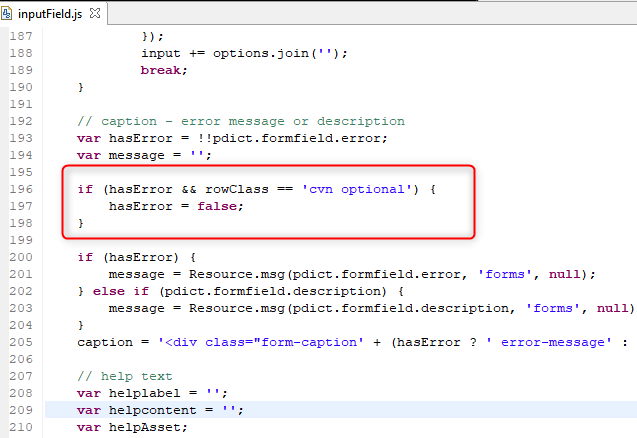 inputField.js
187 });
188 input += options.join('');
189 break;
190 }
191
192 // caption - error message or description
193 var hasError = !!pdict.formfield.error;
194 var message = '';
195
196 if (hasError && rowClass == 'cvn optional') {
197 hasError = false;
198 }
199
200 if (hasError) {
201 message = Resource.msg(pdict.formfield.error, 'forms', null);
202 } else if (pdict.formfield.description) {
203 message = Resource.msg(pdict.formfield.description, 'forms', null)
204 }
205 caption = '<div class="form-caption' + (hasError ? ' error-message' :
206
207 // help text
208 var helplabel = '';
209 var helpcontent = '';
210 var helpAsset;